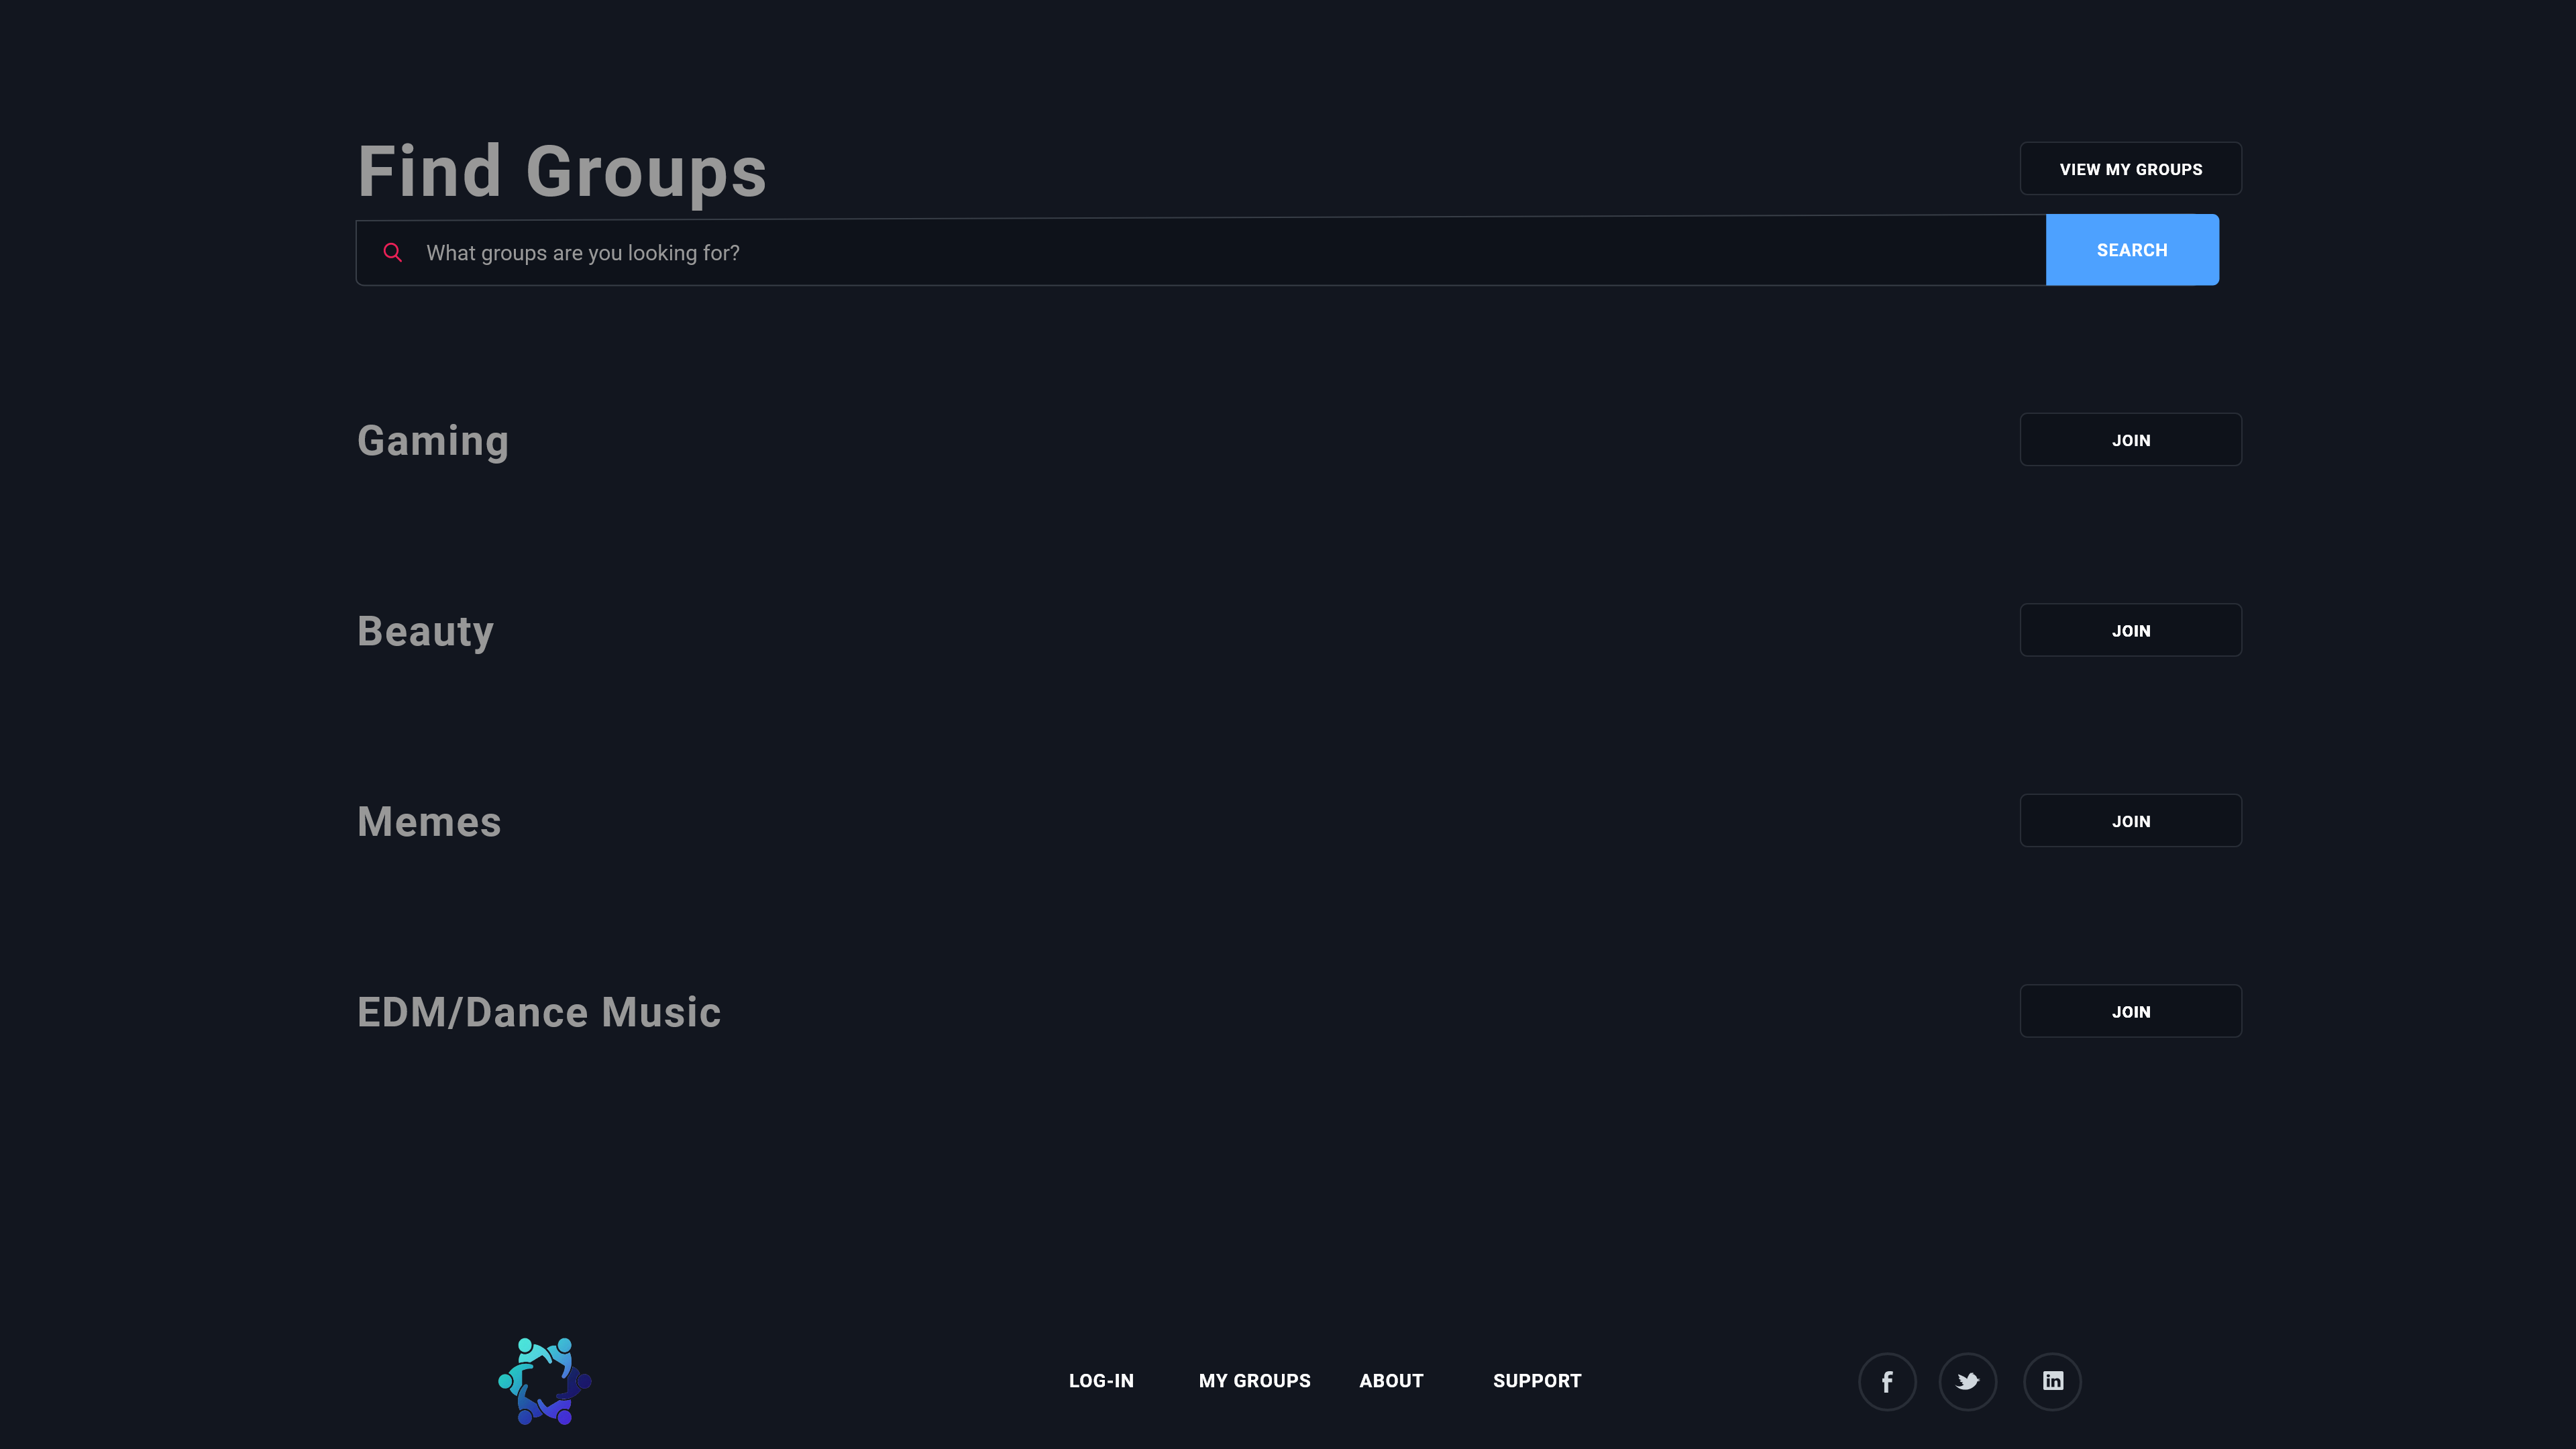 Find Groups
VIEW MY GROUPS
What groups are you looking for?
SEARCH
Gaming
JOIN
Beauty
JOIN
Memes
JOIN
EDM/Dance Music
JOIN
LOG-IN
MY GROUPS
ABOUT
SUPPORT